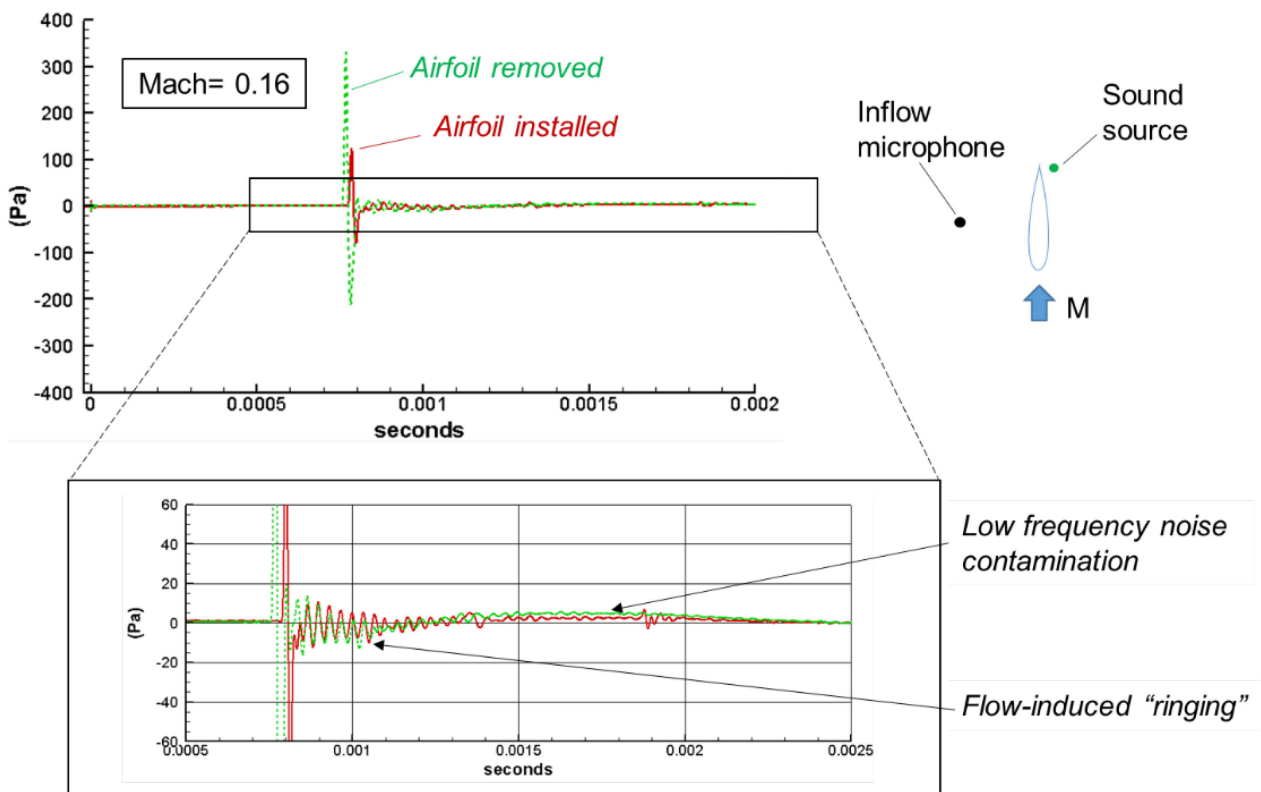 400
300
200
100
0
-100
-200
-300
-400
(Pa)
Mach= 0.16
Airfoil removed
Airfoil installed
0
0.0005
0.001
0.0015
0.002
seconds
Inflow
microphone
Sound
source
M
60
40
20
0
-20
-40
-60
(Pa)
0.0005
0.001
0.0015
0.002
0.0025
seconds
Low frequency noise
contamination
Flow-induced “ringing”